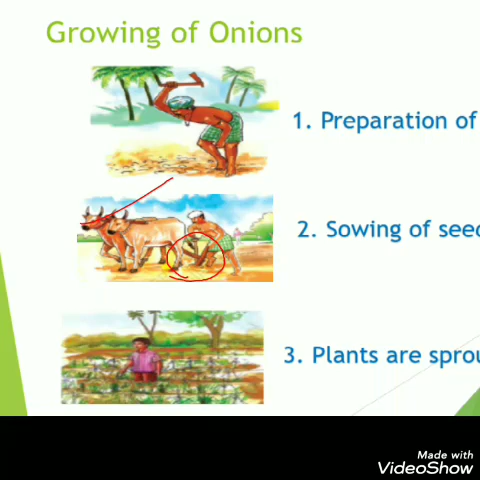 Growing of Onions
1. Preparation of
2. Sowing of
3. Plants are
Made with
VideoShow